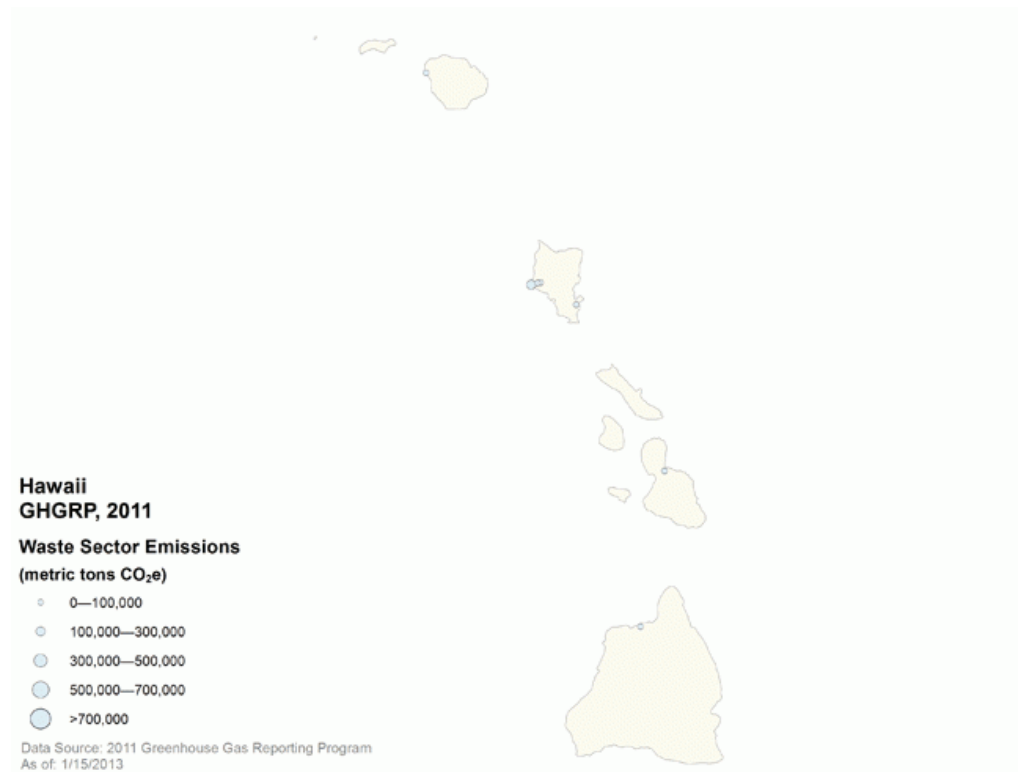 Hawaii
GHGRP, 2011
Waste Sector Emissions
(metric tons CO₂e)
0—100,000
100,000—300,000
300,000—500,000
500,000—700,000
>700,000
Data Source: 2011 Greenhouse Gas Reporting Program
As of: 1/15/2013